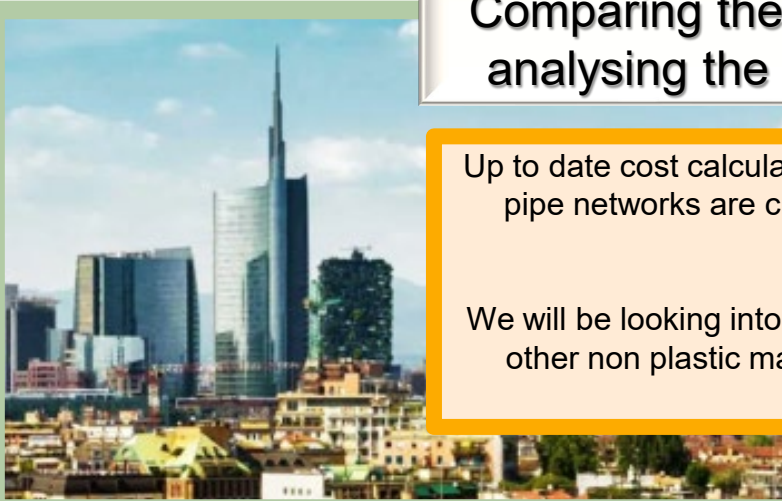 Comparing the
analysing the
Up to date cost calcula
pipe networks are c
We will be looking into
other non plastic ma